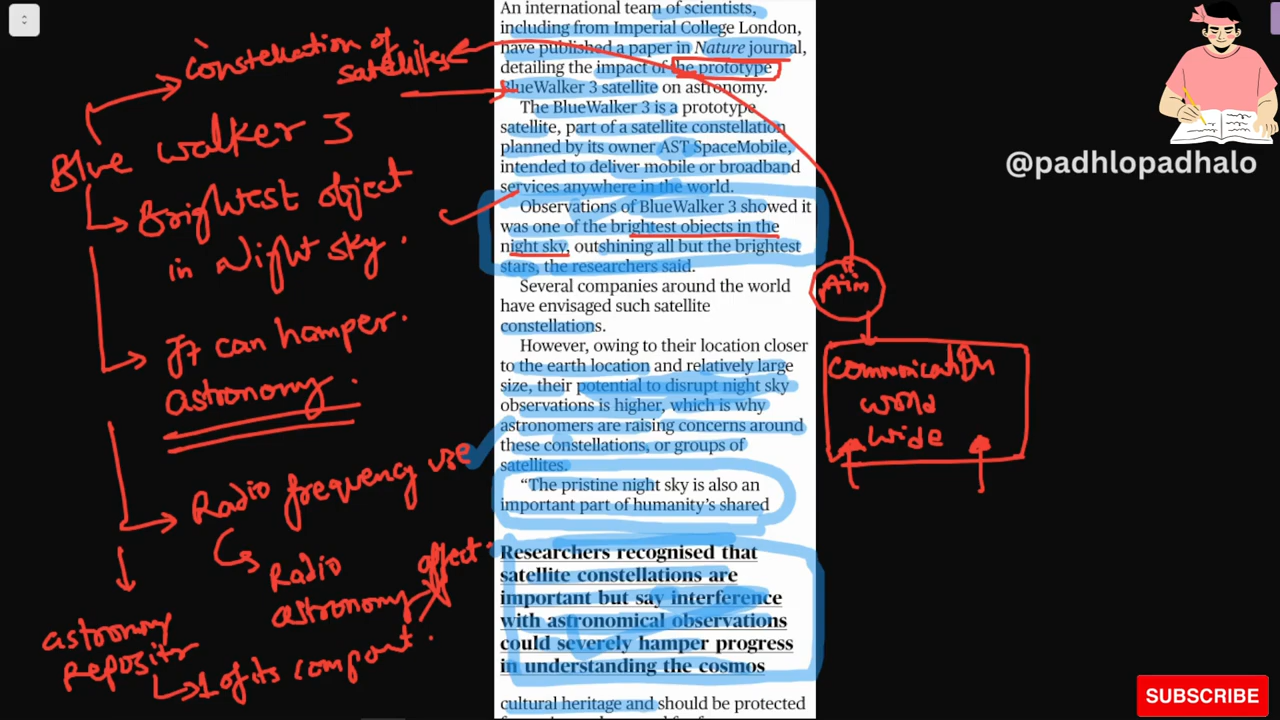 Constellation of
satellites
Blue walker 3
Brightest object
in Night sky.
It can hamper.
astronomy.
Radio frequency use
Radio
astronomy
affect
astronomy
1 of its
An international team of scientists,
including from Imperial College London,
have published a paper in Nature journal,
detailing the impact of the prototype
BlueWalker 3 satellite on astronomy.
The BlueWalker 3 is a prototype
satellite, part of a satellite constellation
planned by its owner AST SpaceMobile,
intended to deliver mobile or broadband
services anywhere in the world.
Observations of BlueWalker 3 showed it
was one of the brightest objects in the
night sky, outshining all but the brightest
stars, the researchers said.
Several companies around the world
have envisaged such satellite
constellations.
However, owing to their location closer
to the earth location and relatively large
size, their potential to disrupt night sky
observations is higher, which is why
astronomers are raising concerns around
these constellations, or groups of
satellites.
“The pristine night sky is also an
important part of humanity’s shared
Researchers recognised that
satellite constellations are
important but say interference
with astronomical observations
could severely hamper progress
in understanding the cosmos
cultural heritage and should be protected
@padhlopadhalo
Aim
world
wide
SUBSCRIBE